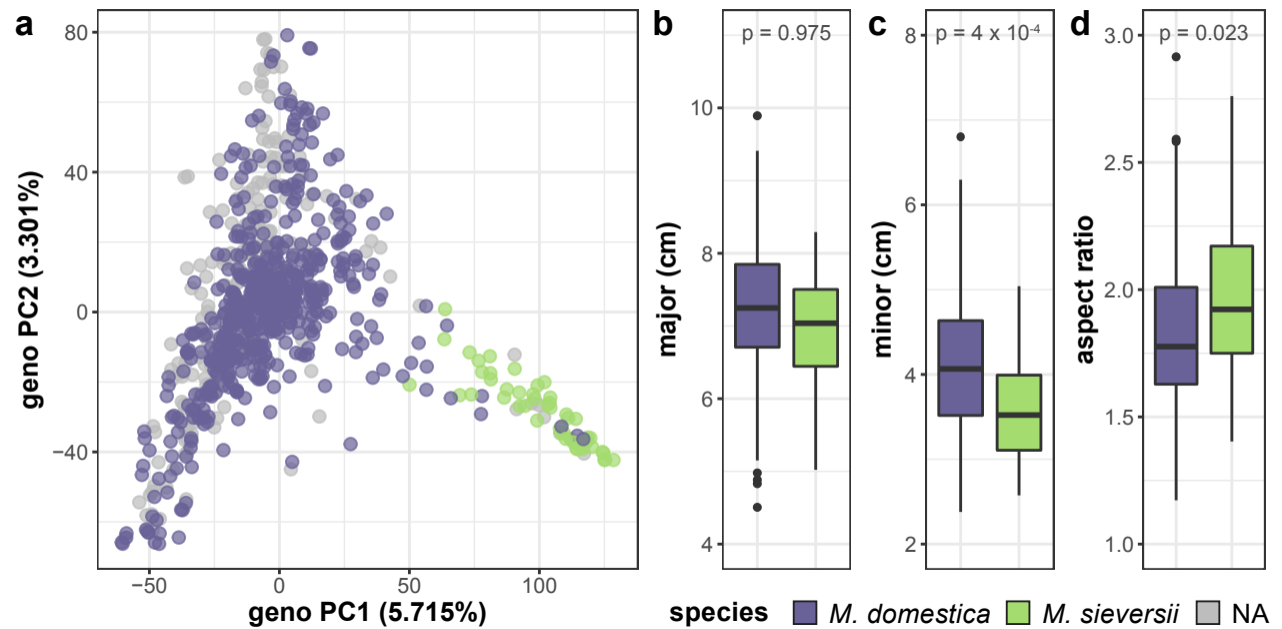 a
geno PC2 (3.301%)
80
40
0
−40
−50
0
50
100
geno PC1 (5.715%)
b
p = 0.975
major (cm)
10
8
6
4
c
p = 4 x 10⁻⁴
minor (cm)
8
6
4
2
d
p = 0.023
aspect ratio
3.0
2.5
2.0
1.5
1.0
species M. domestica M. sieversii NA